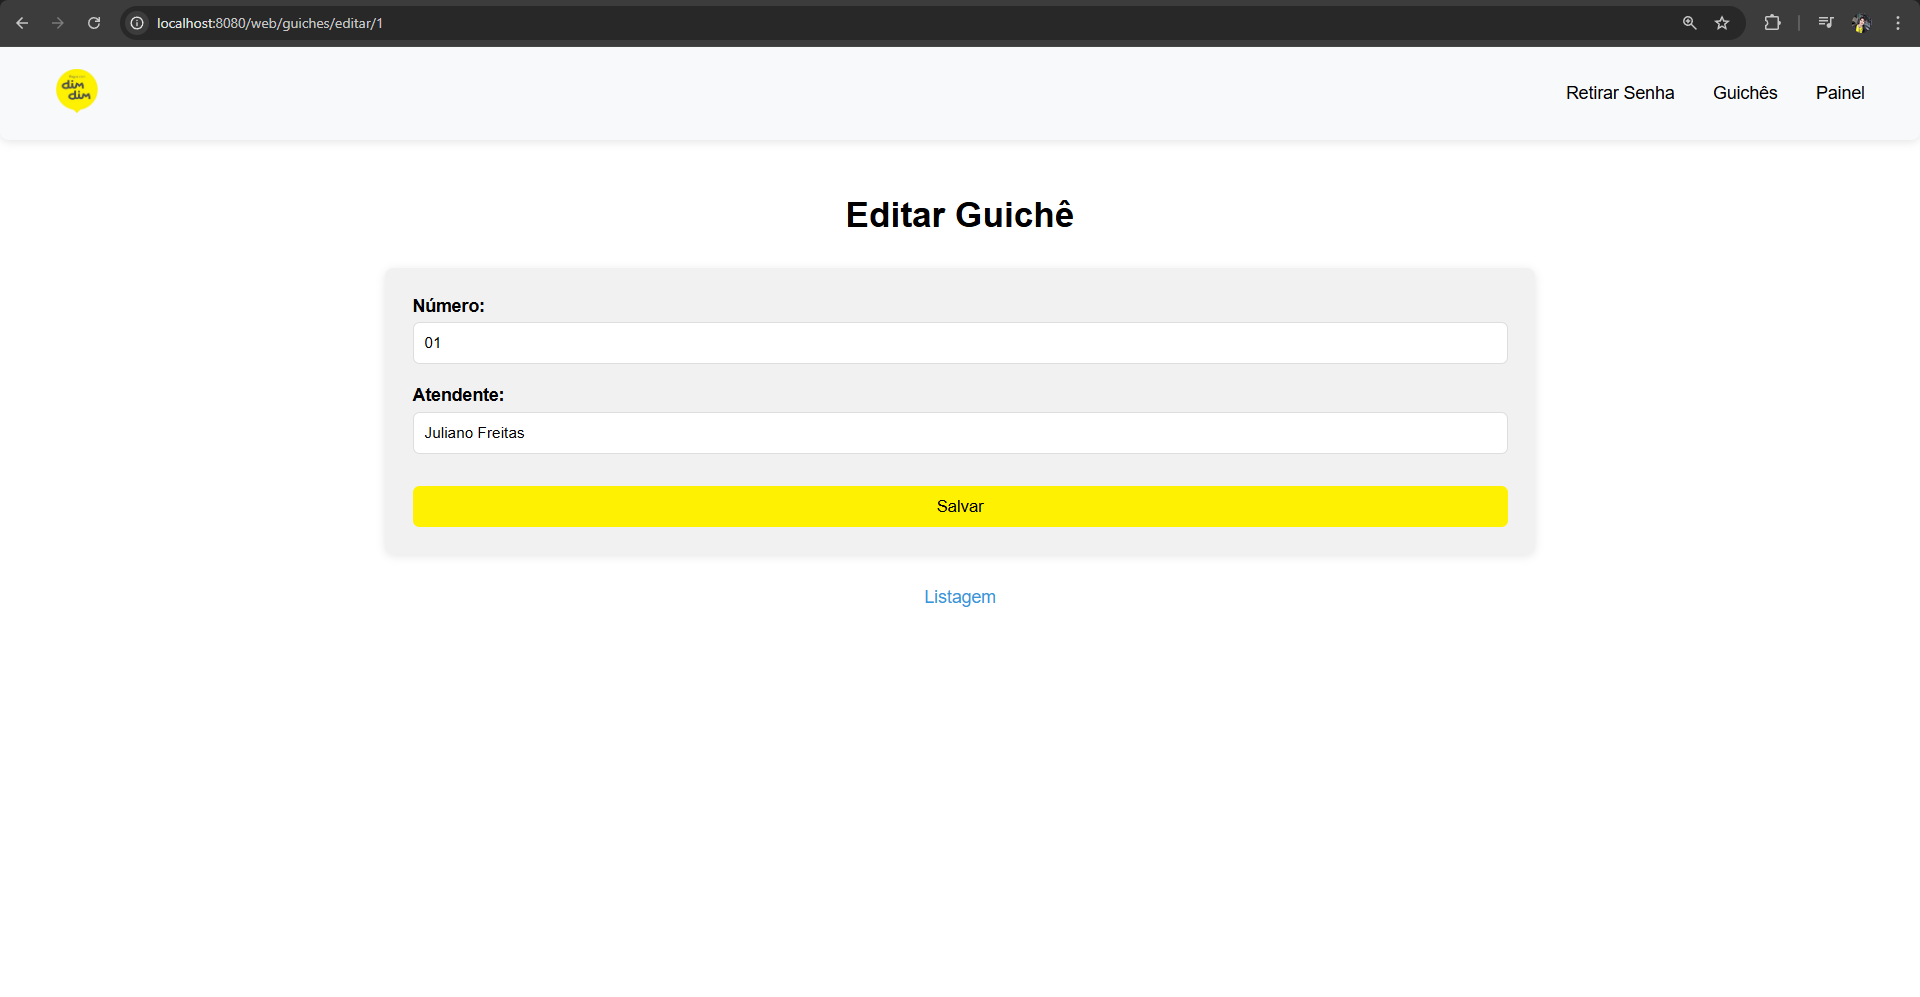 localhost:8080/web/guiches/editar/1
dim
dim
Retirar Senha
Guichês
Painel
Editar Guichê
Número:
01
Atendente:
Juliano Freitas
Salvar
Listagem